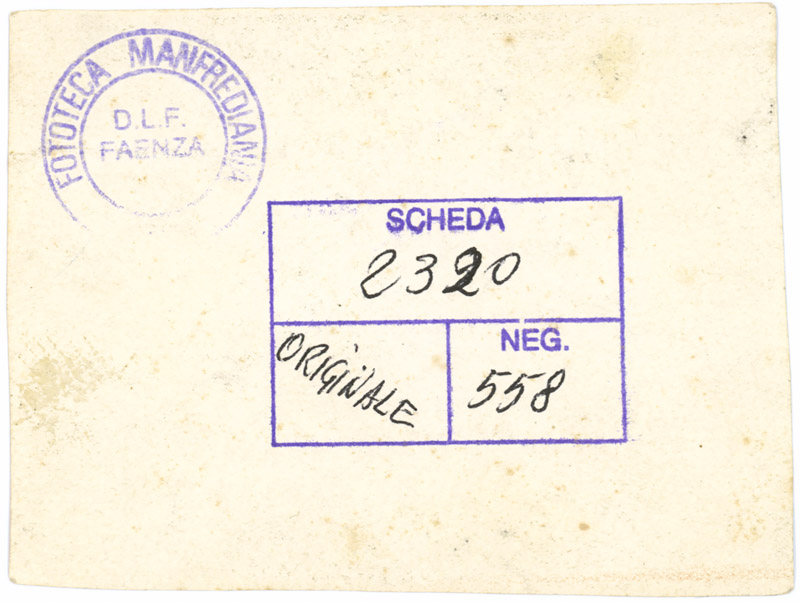 FOTOTECA MANFREDIANA
D.L.F.
FAENZA
SCHEDA
2320
ORIGINALE
NEG.
558